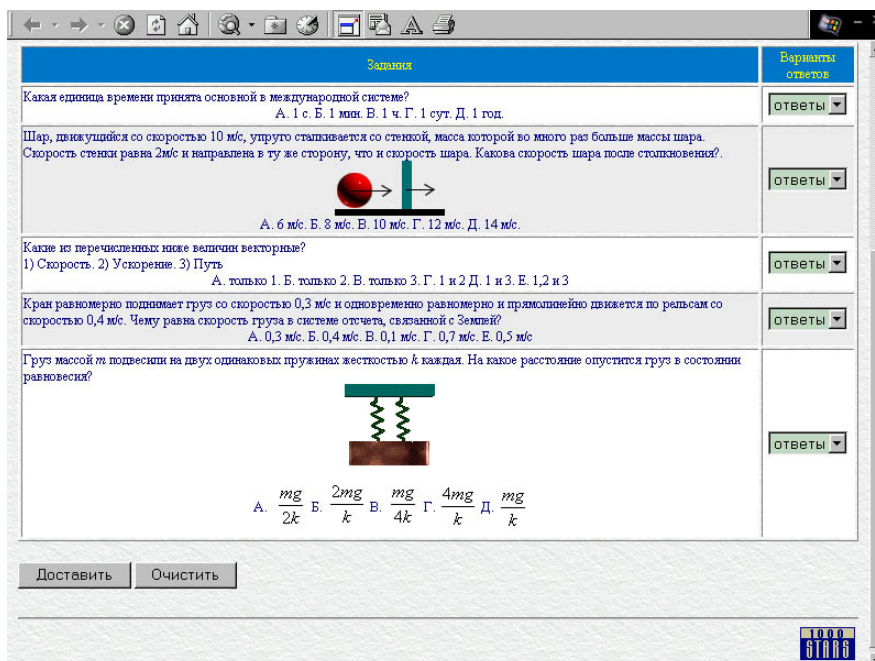 Задания
Варианты
ответов
Какая единица времени принята основной в международной системе?
А. 1 с. Б. 1 мин. В. 1 ч. Г. 1 сут. Д. 1 год.
ответы
Шар, движущийся со скоростью 10 м/с, упруго сталкивается со стенкой, масса которой во много раз больше массы шара.
Скорость стенки равна 2м/с и направлена в ту же сторону, что и скорость шара. Какова скорость шара после столкновения?.
А. 6 м/с. Б. 8 м/с. В. 10 м/с. Г. 12 м/с. Д. 14 м/с.
ответы
Какие из перечисленных ниже величин векторные?
1) Скорость. 2) Ускорение. 3) Путь
А. только 1. Б. только 2. В. только 3. Г. 1 и 2 Д. 1 и 3. Е. 1,2 и 3
ответы
Кран равномерно поднимает груз со скоростью 0,3 м/с и одновременно равномерно и прямолинейно движется по рельсам со
скоростью 0,4 м/с. Чему равна скорость груза в системе отсчета, связанной с Землей?
А. 0,3 м/с. Б. 0,4 м/с. В. 0,1 м/с. Г. 0,7 м/с. Е. 0,5 м/с
ответы
Груз массой m подвесили на двух одинаковых пружинах жесткостью k каждая. На какое расстояние опустится груз в состоянии
равновесия?
А. mg/2k Б. 2mg/k В. mg/4k Г. 4mg/k Д. mg/k
ответы
Доставить Очистить
1000
STARS